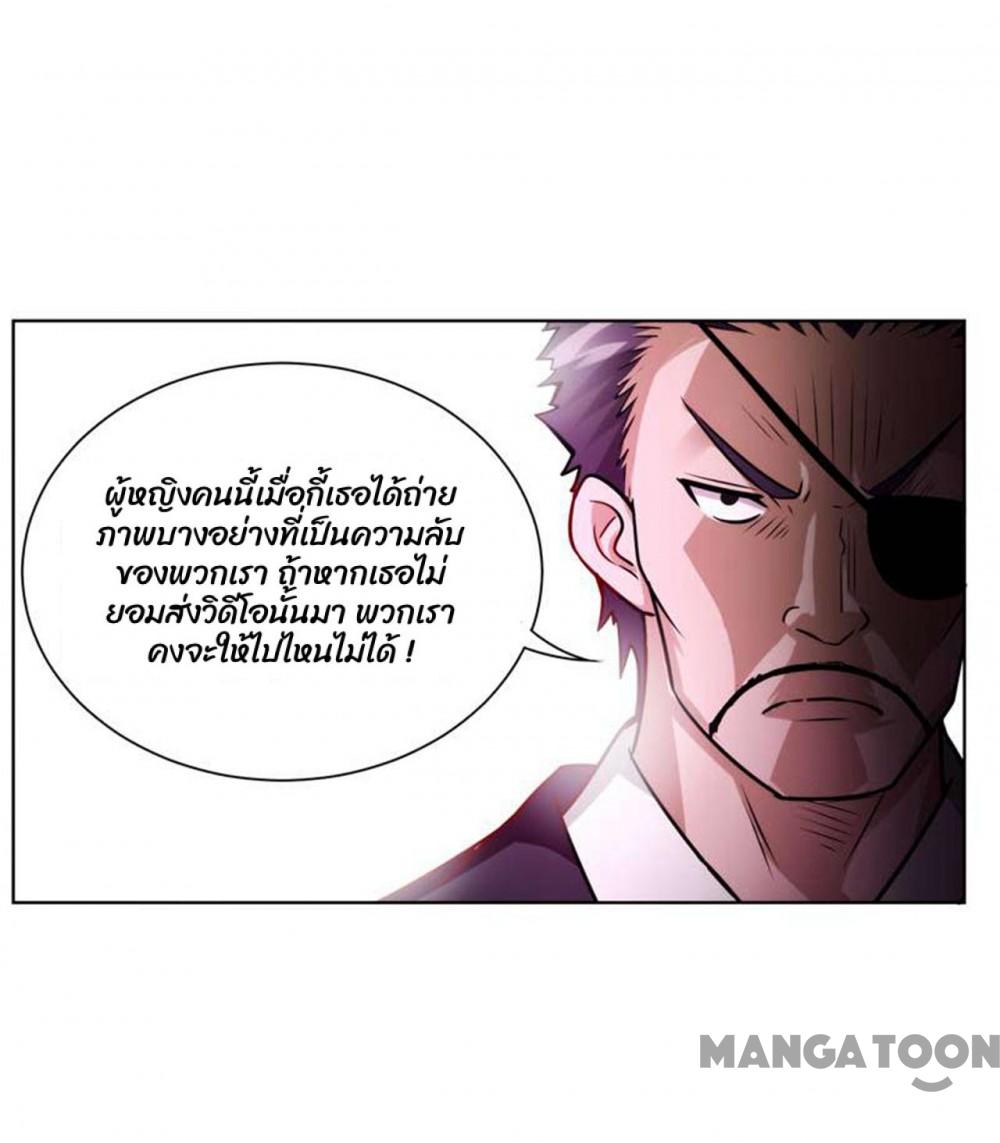 ผู้หญิงคนนี้เมื่อกี้เธอได้ถ่าย
ภาพบางอย่างที่เป็นความลับ
ของพวกเรา ถ้าหากเธอไม่
ยอมส่งวิดีโอนั้นมา พวกเรา
คงจะให้ไปไหนไม่ได้ !
MANGATOON